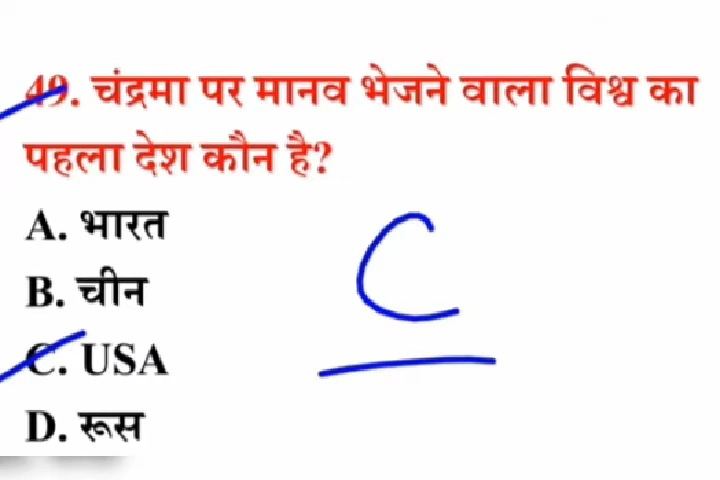 49. चंद्रमा पर मानव भेजने वाला विश्व का
पहला देश कौन है?
A. भारत
B. चीन
C
C. USA
D. रूस